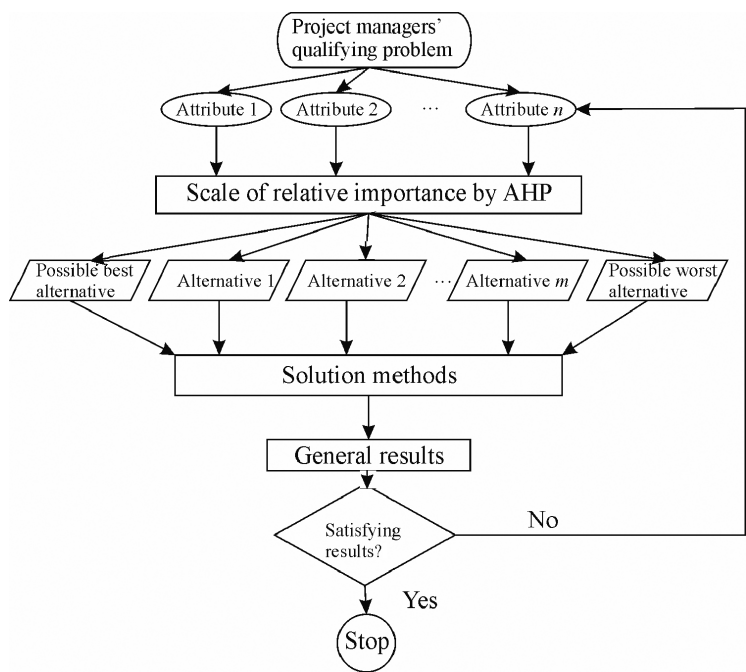 Project managers'
qualifying problem
Attribute 1
Attribute 2
...
Attribute n
Scale of relative importance by AHP
Possible best
alternative
Alternative 1
Alternative 2
...
Alternative m
Possible worst
alternative
Solution methods
General results
Satisfying
results?
No
Yes
Stop